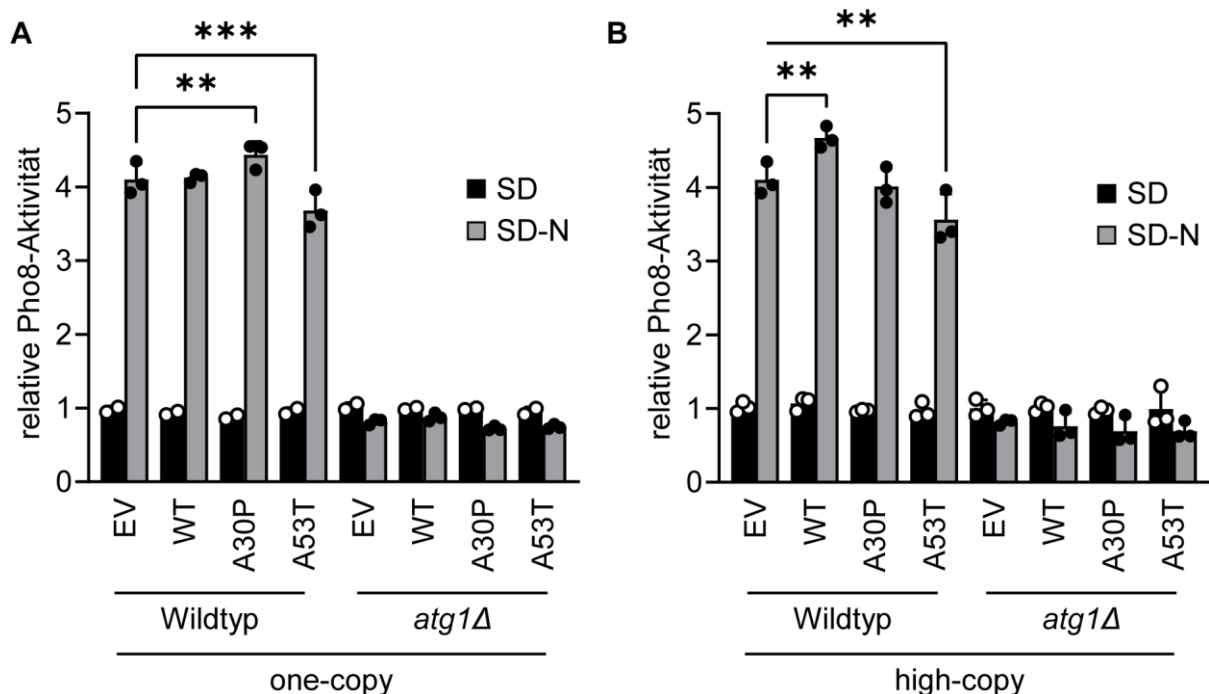 A
***
**
5
4
3
2
1
0
relative Pho8-Aktivität
SD
SD-N
EV
WT
A30P
A53T
EV
WT
A30P
A53T
Wildtyp
atg1Δ
one-copy
B
**
**
5
4
3
2
1
0
relative Pho8-Aktivität
SD
SD-N
EV
WT
A30P
A53T
EV
WT
A30P
A53T
Wildtyp
atg1Δ
high-copy